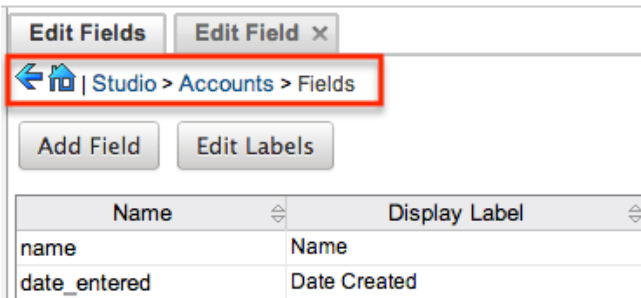 Edit Fields Edit Field ×
| Studio > Accounts > Fields
Add Field Edit Labels
Name Display Label
name Name
date_entered Date Created